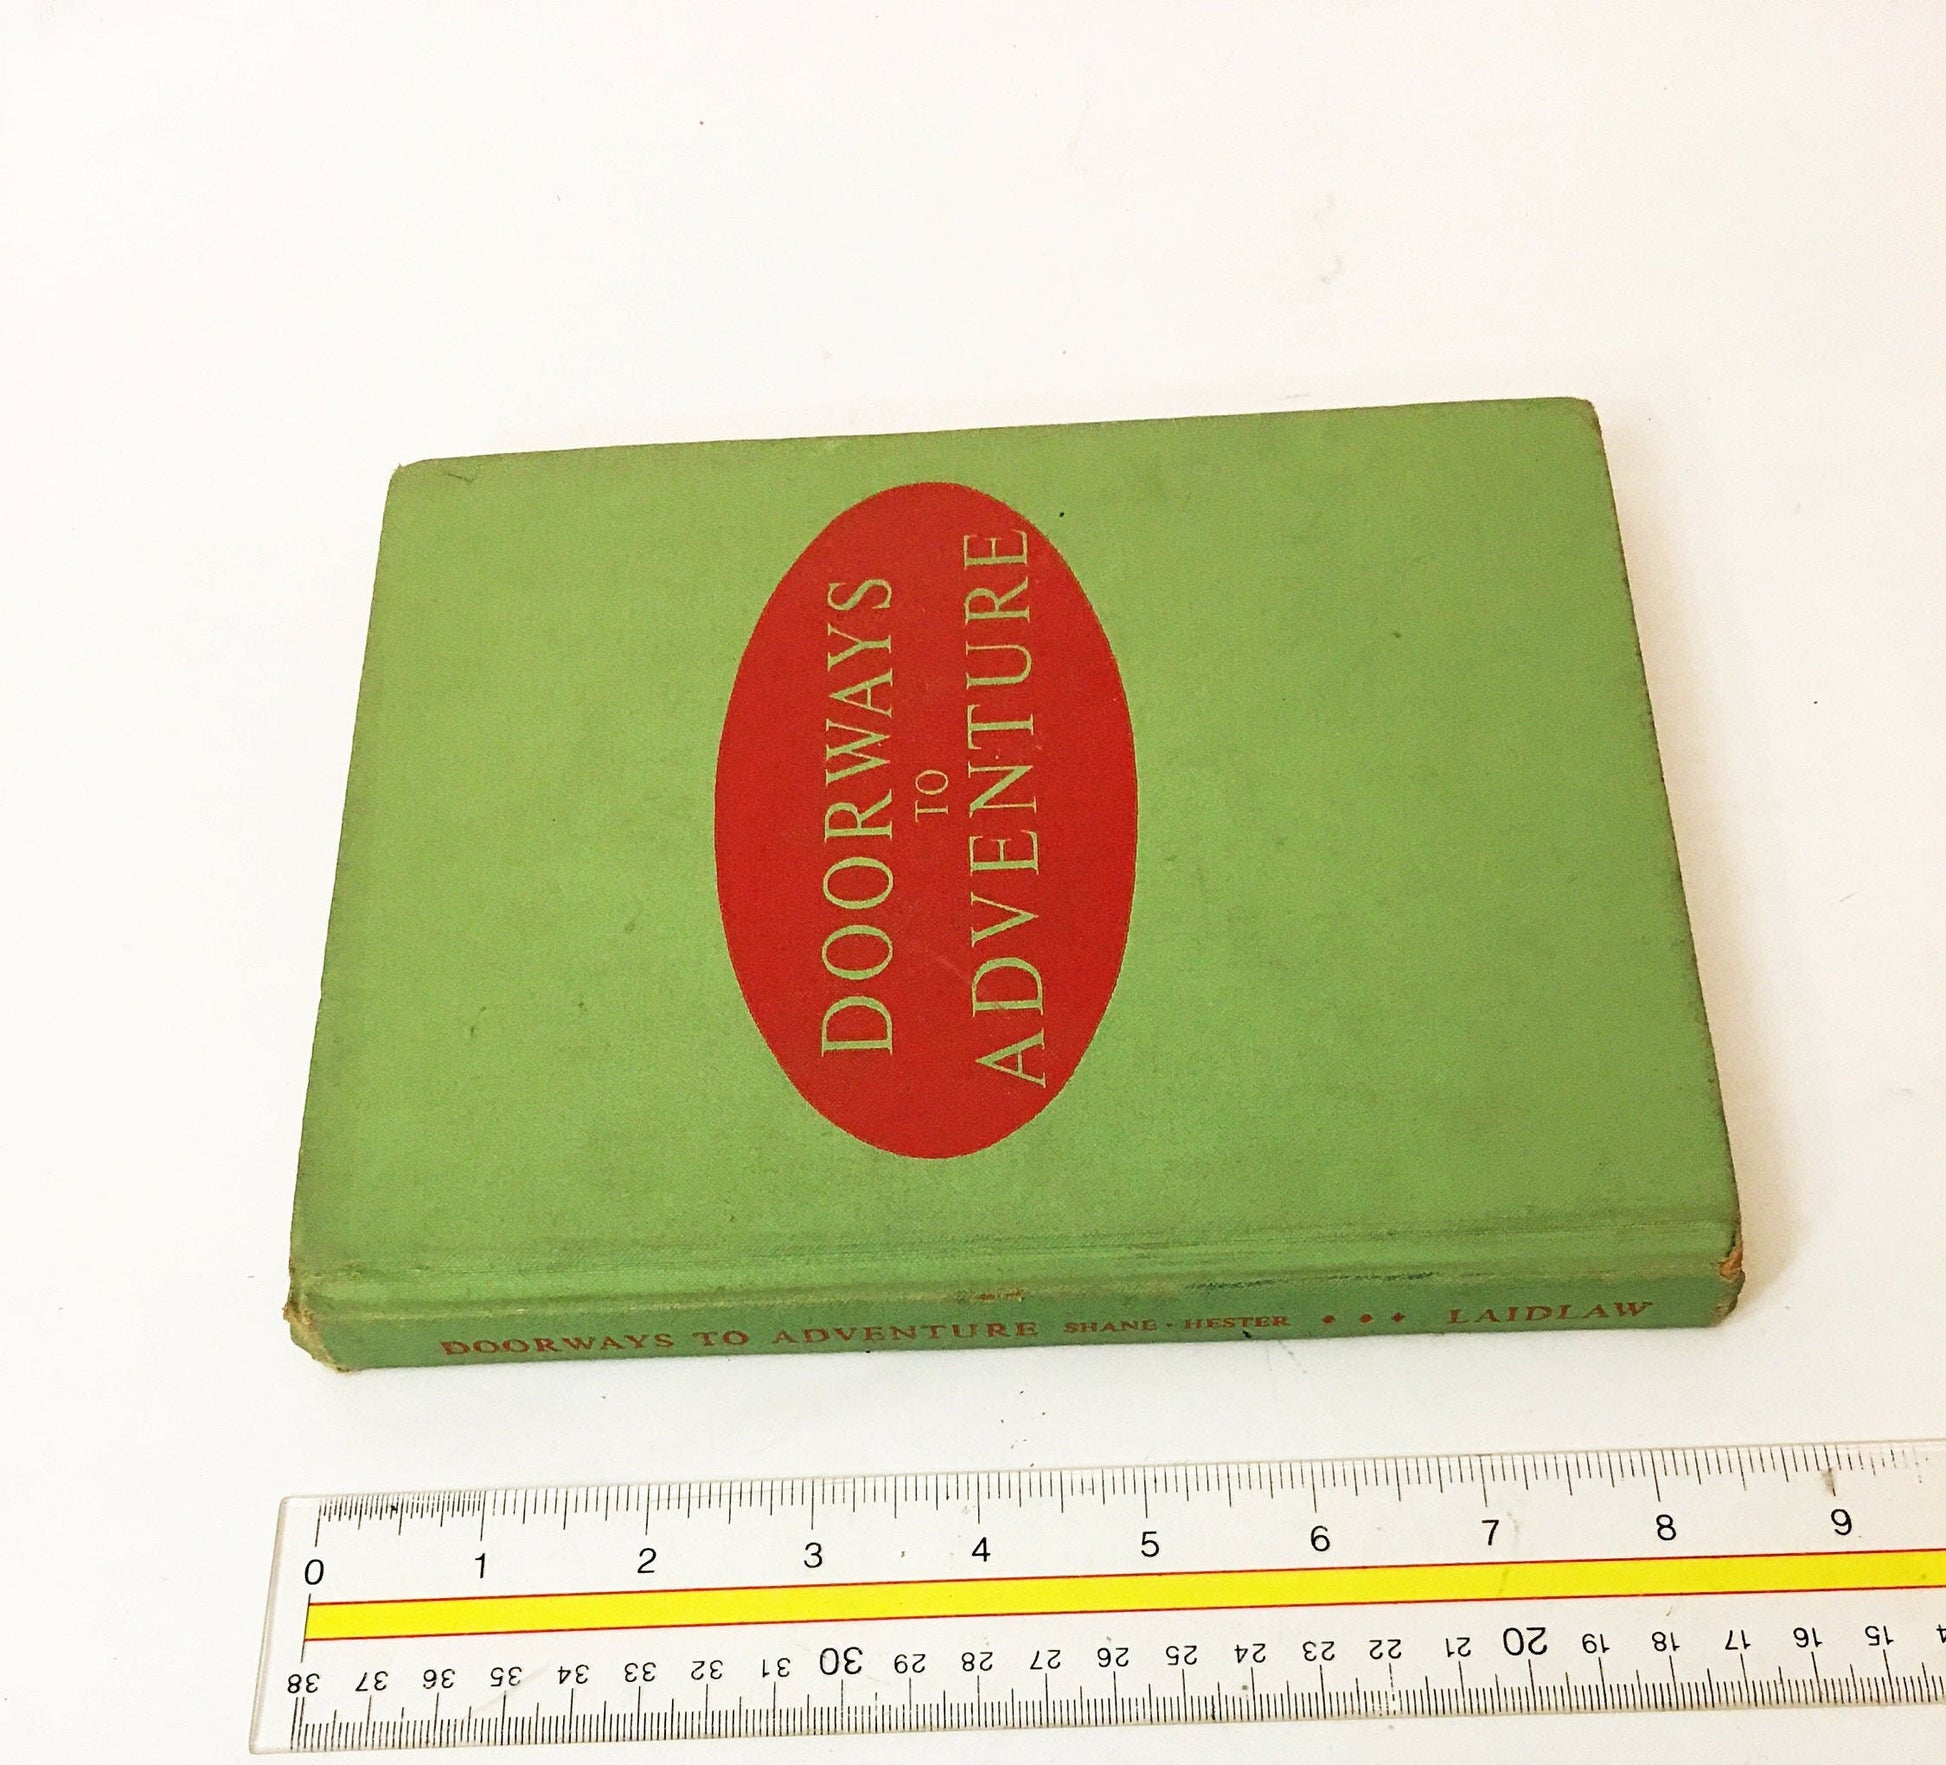 DOORWAYS
TO
ADVENTURE
DOORWAYS TO ADVENTURE SHANE · HESTER • • • LAIDLAW
0 1 2 3 4 5 6 7 8 9
38 37 36 35 34 33 32 31 30 29 28 27 26 25 24 23 22 21 20 19 18 17 16 15